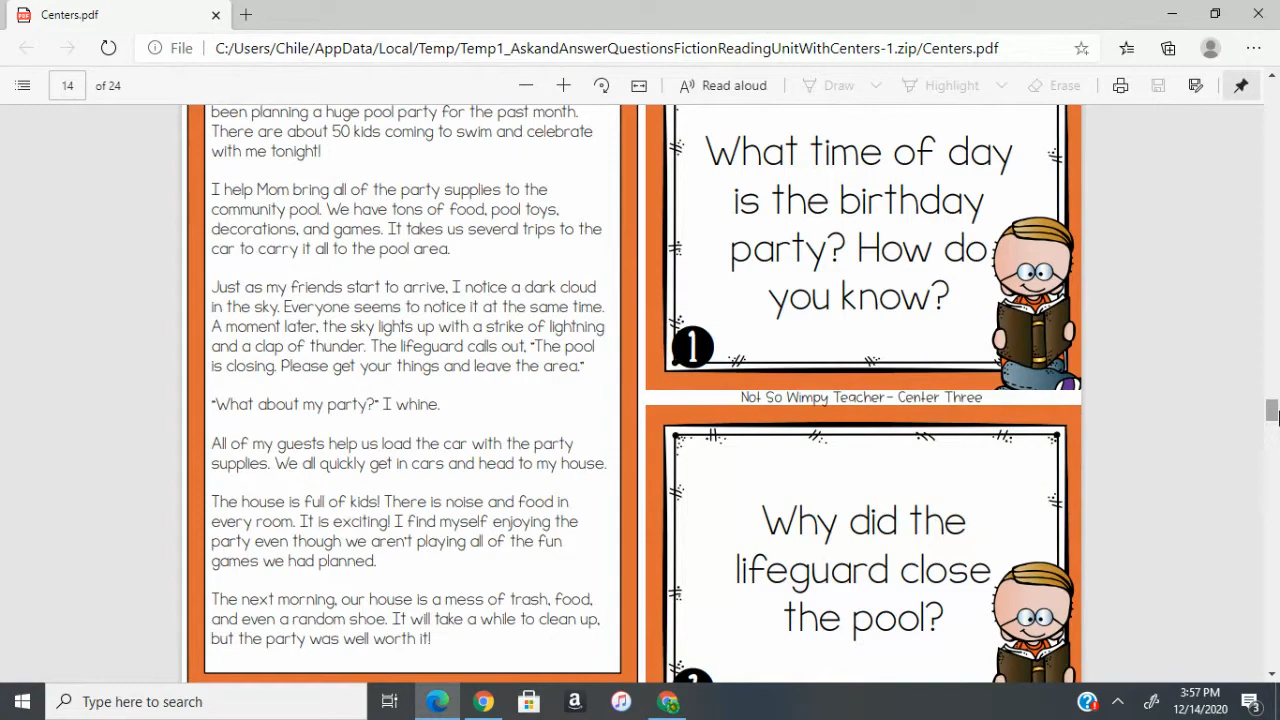 Centers.pdf
File
C:/Users/Chile/AppData/Local/Temp/Temp1_AskandAnswerQuestionsFictionReadingUnitWithCenters-1.zip/Centers.pdf
14 of 24
Read aloud
Draw
Highlight
Erase
been planning a huge pool party for the past month.
There are about 50 kids coming to swim and celebrate
with me tonight!
I help Mom bring all of the party supplies to the
community pool. We have tons of food, pool toys,
decorations, and games. It takes us several trips to the
car to carry it all to the pool area.
Just as my friends start to arrive, I notice a dark cloud
in the sky. Everyone seems to notice it at the same time.
A moment later, the sky lights up with a strike of lightning
and a clap of thunder. The lifeguard calls out, "The pool
is closing. Please get your things and leave the area."
"What about my party?" I whine.
All of my guests help us load the car with the party
supplies. We all quickly get in cars and head to my house.
The house is full of kids! There is noise and food in
every room. It is exciting! I find myself enjoying the
party even though we aren't playing all of the fun
games we had planned.
The next morning, our house is a mess of trash, food,
and even a random shoe. It will take a while to clean up,
but the party was well worth it!
What time of day
is the birthday
party? How do
you know?
1
Not So Wimpy Teacher- Center Three
Why did the
lifeguard close
the pool?
Type here to search
3:57 PM
12/14/2020
3